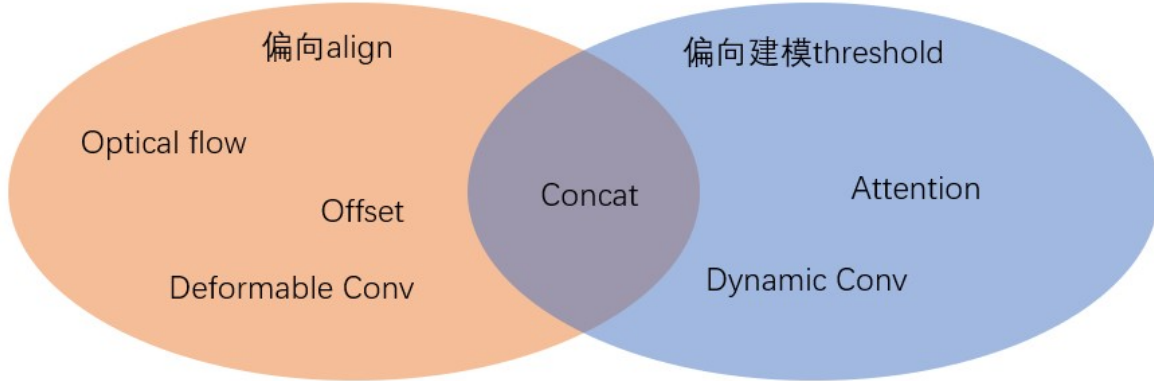 偏向align
Optical flow
Offset
Deformable Conv
Concat
偏向建模threshold
Attention
Dynamic Conv